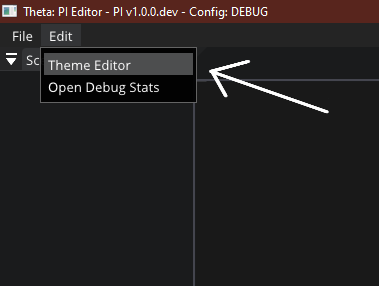 Theta: PI Editor - PI v1.0.0.dev - Config: DEBUG
File Edit
Sc
Theme Editor
Open Debug Stats